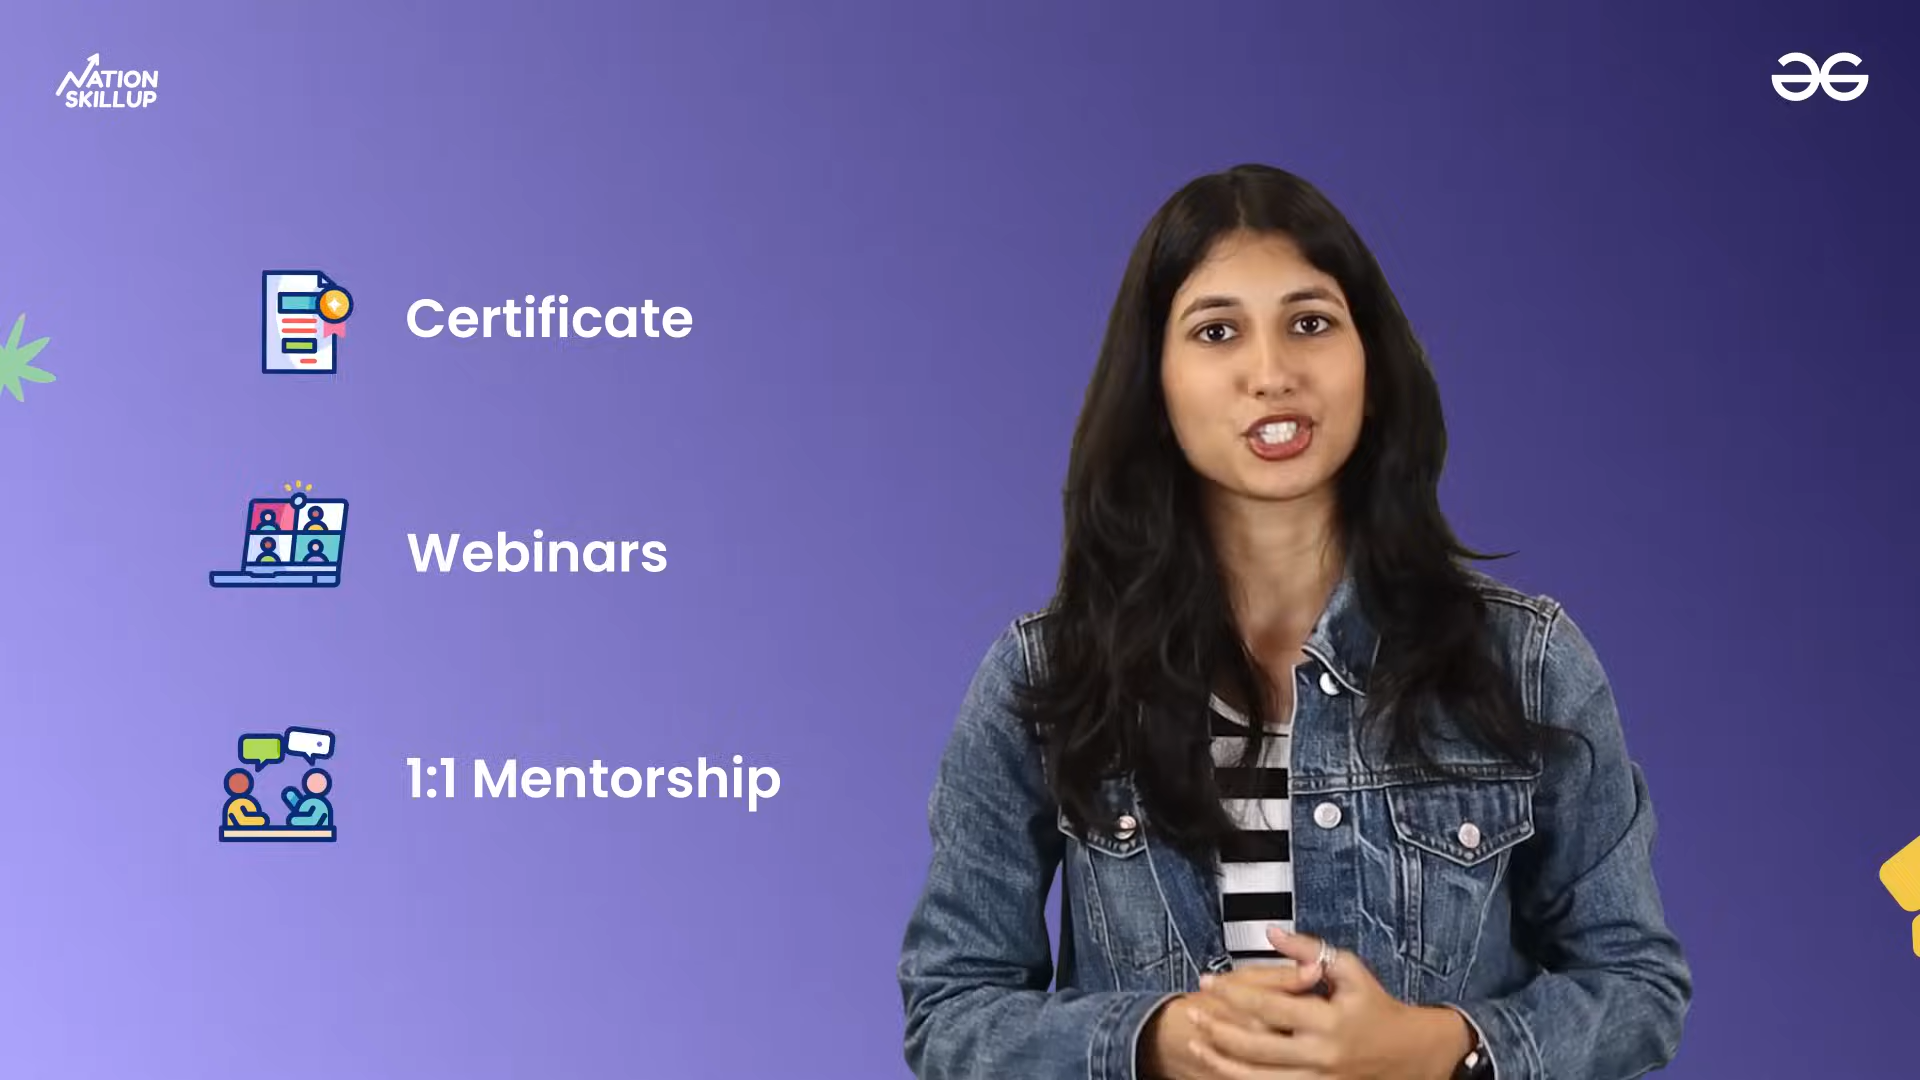 NATION
SKILLUP
Certificate
Webinars
1:1 Mentorship